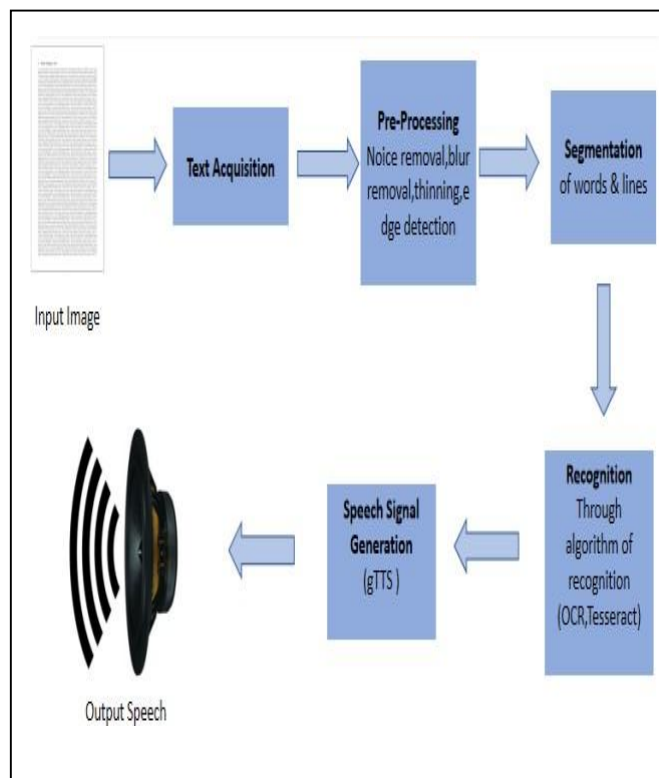 Input Image
Text Acquisition
Pre-Processing
Noice removal,blur
removal,thinning,e
dge detection
Segmentation
of words & lines
Recognition
Through
algorithm of
recognition
(OCR,Tesseract)
Speech Signal
Generation
(gTTS )
Output Speech